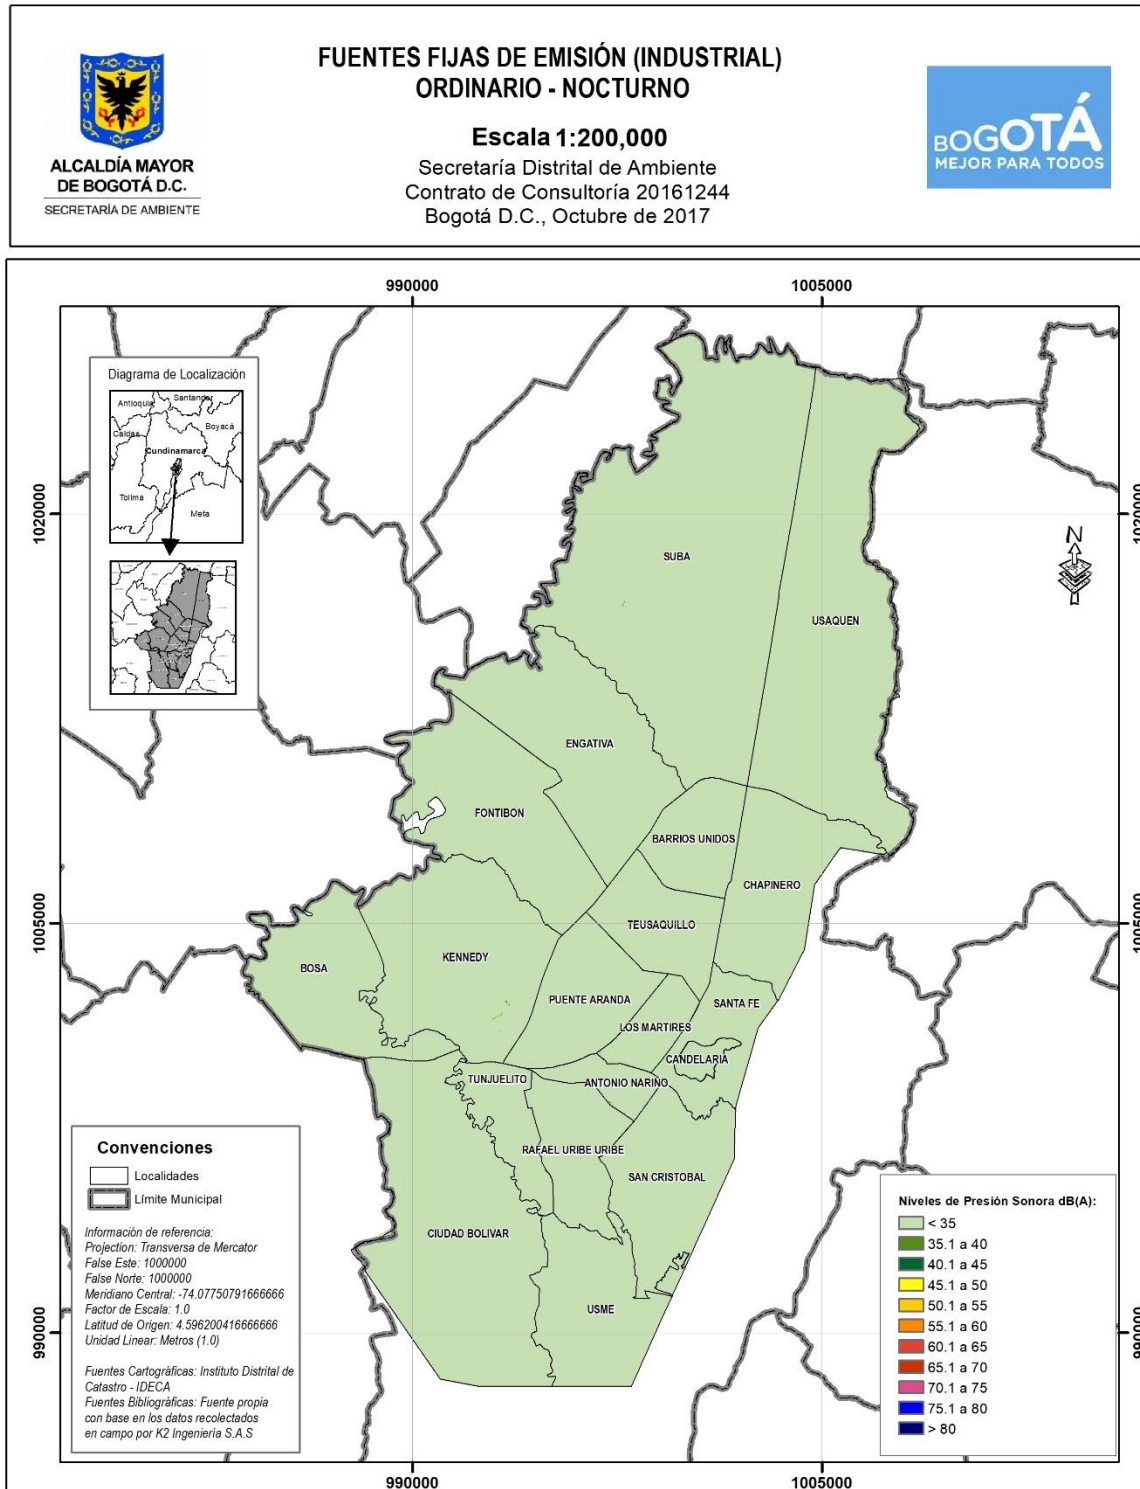 FUENTES FIJAS DE EMISIÓN (INDUSTRIAL)
ORDINARIO - NOCTURNO
Escala 1:200,000
Secretaría Distrital de Ambiente
Contrato de Consultoría 20161244
Bogotá D.C., Octubre de 2017
ALCALDÍA MAYOR
DE BOGOTÁ D.C.
SECRETARÍA DE AMBIENTE
BOGOTÁ
MEJOR PARA TODOS
990000
1005000
Diagrama de Localización
Antioquia
Santander
Boyacá
Caldas
Cundinamarca
Tolima
Meta
1020000
1020000
N
SUBA
USAQUEN
ENGATIVA
FONTIBON
BARRIOS UNIDOS
CHAPINERO
TEUSAQUILLO
1005000
1005000
KENNEDY
BOSA
PUENTE ARANDA
SANTA FE
LOS MARTIRES
CANDELARIA
TUNJUELITO
ANTONIO NARIÑO
RAFAEL URIBE URIBE
SAN CRISTOBAL
CIUDAD BOLIVAR
USME
990000
990000
Convenciones
Localidades
Límite Municipal
Información de referencia:
Projection: Transversa de Mercator
False Este: 1000000
False Norte: 1000000
Meridiano Central: -74.07750791666666
Factor de Escala: 1.0
Latitud de Origen: 4.596200416666666
Unidad Linear: Metros (1.0)
Fuentes Cartográficas: Instituto Distrital de
Catastro - IDECA
Fuentes Bibliográficas: Fuente propia
con base en los datos recolectados
en campo por K2 Ingeniería S.A.S
Niveles de Presión Sonora dB(A):
< 35
35.1 a 40
40.1 a 45
45.1 a 50
50.1 a 55
55.1 a 60
60.1 a 65
65.1 a 70
70.1 a 75
75.1 a 80
> 80
990000
1005000